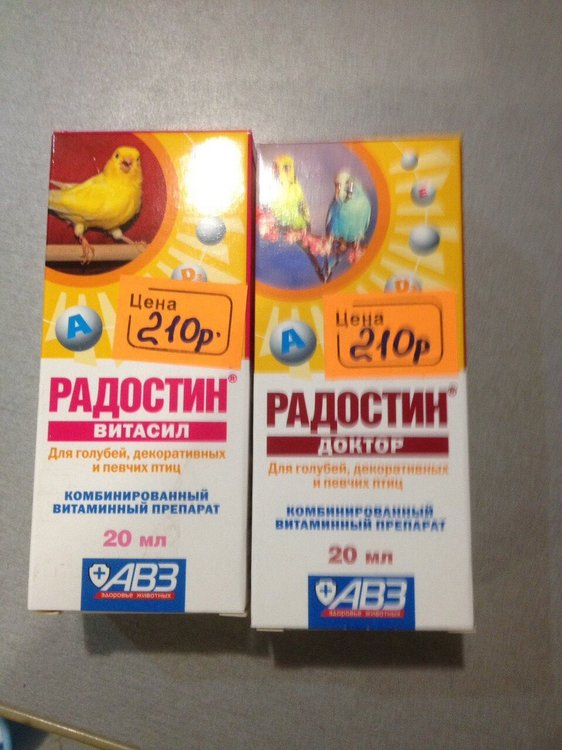 A
D₃
Цена
210р.
РАДОСТИН®
ВИТАСИЛ
Для голубей, декоративных
и певчих птиц
КОМБИНИРОВАННЫЙ
ВИТАМИННЫЙ ПРЕПАРАТ
20 мл
АВЗ
здоровье животных
E
A
Цена
210р
РАДОСТИН®
ДОКТОР
Для голубей, декоративных
и певчих птиц
КОМБИНИРОВАННЫЙ
ВИТАМИННЫЙ ПРЕПАРАТ
20 мл
АВЗ
здоровье животных